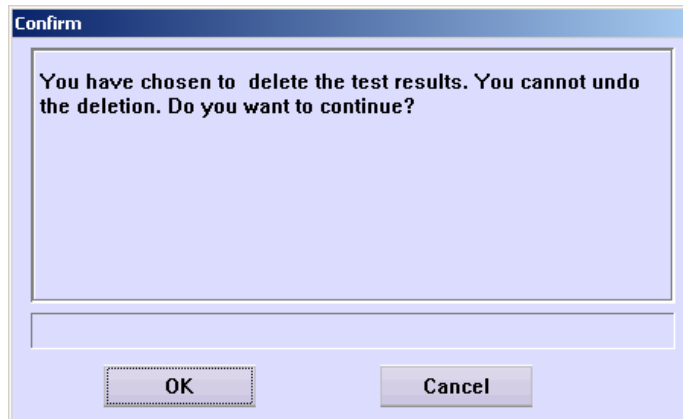 Confirm
You have chosen to  delete the test results. You cannot undo
the deletion. Do you want to continue?
OK
Cancel